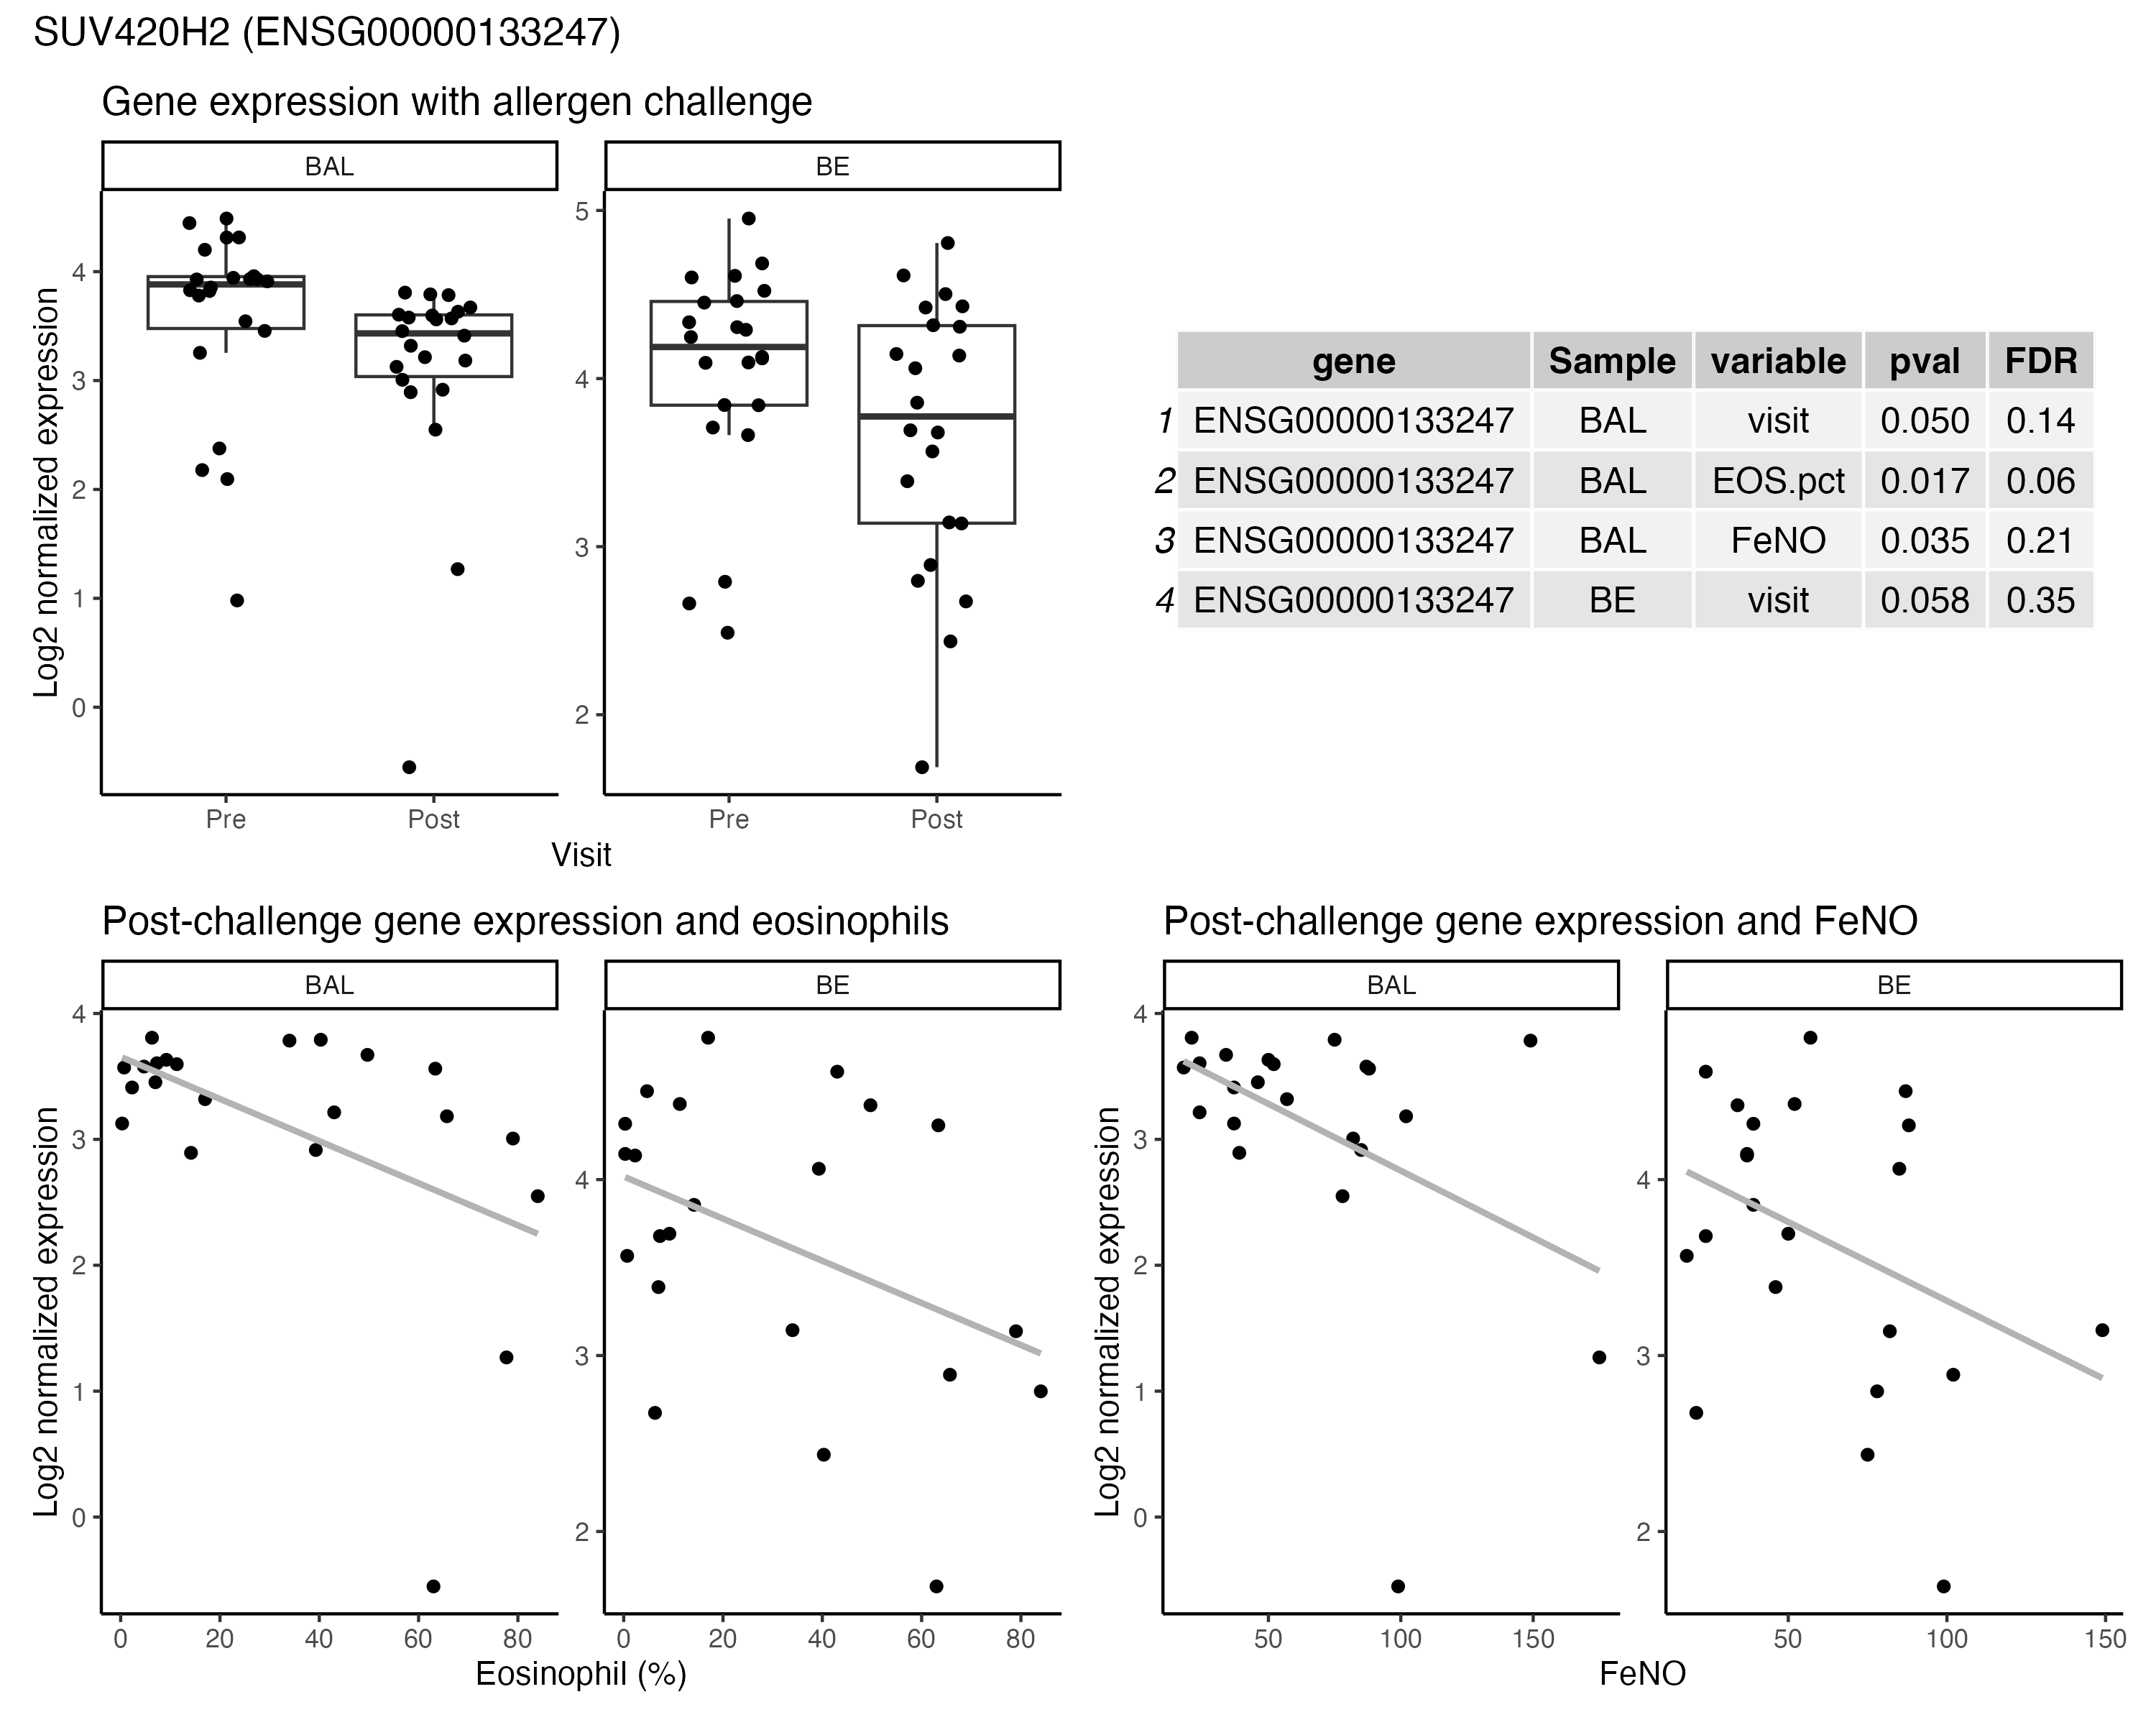 SUV420H2 (ENSG00000133247)
Gene expression with allergen challenge
BAL
BE
Log2 normalized expression
4
3
2
1
0
5
4
3
2
Pre
Post
Pre
Post
Visit
gene Sample variable pval FDR
1 ENSG00000133247 BAL visit 0.050 0.14
2 ENSG00000133247 BAL EOS.pct 0.017 0.06
3 ENSG00000133247 BAL FeNO 0.035 0.21
4 ENSG00000133247 BE visit 0.058 0.35
Post-challenge gene expression and eosinophils
BAL
BE
Log2 normalized expression
4
3
2
1
0
4
3
2
0 20 40 60 80
0 20 40 60 80
Eosinophil (%)
Post-challenge gene expression and FeNO
BAL
BE
Log2 normalized expression
4
3
2
1
0
4
3
2
50 100 150
50 100 150
FeNO